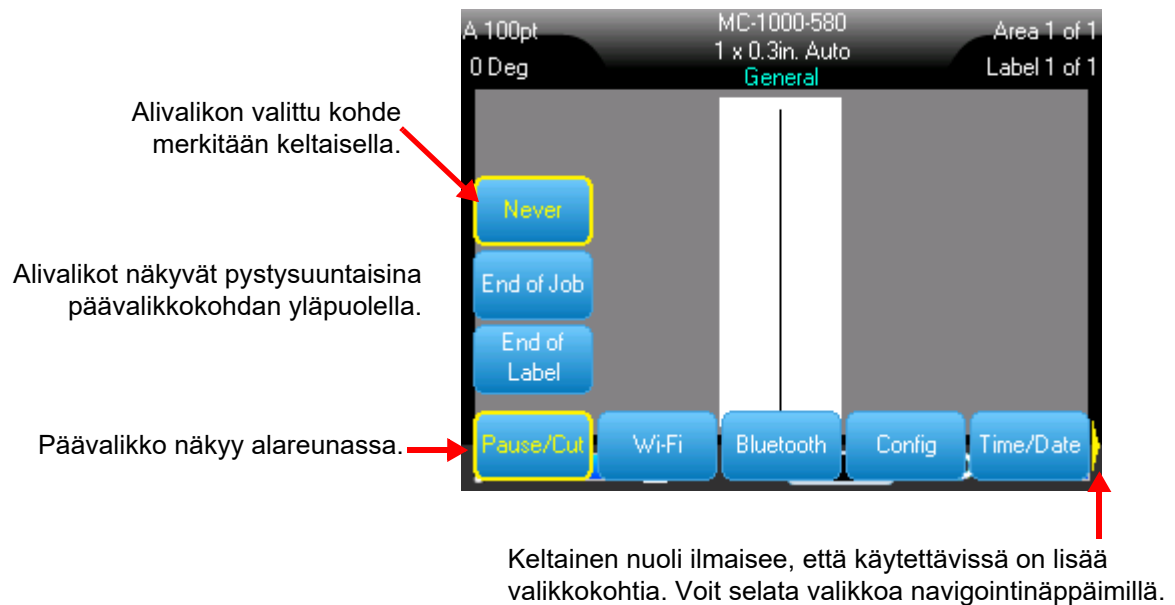 A 100pt
MC-1000-580
Area 1 of 1
1 x 0.3in. Auto
0 Deg
General
Label 1 of 1
Alivalikon valittu kohde
merkitään keltaisella.
Never
Alivalikot näkyvät pystysuuntaisina
päävalikkokohdan yläpuolella.
End of Job
End of
Label
Päävalikko näkyy alareunassa.
Pause/Cut
Wi-Fi
Bluetooth
Config
Time/Date
Keltainen nuoli ilmaisee, että käytettävissä on lisää
valikkokohtia. Voit selata valikkoa navigointinäppäimillä.